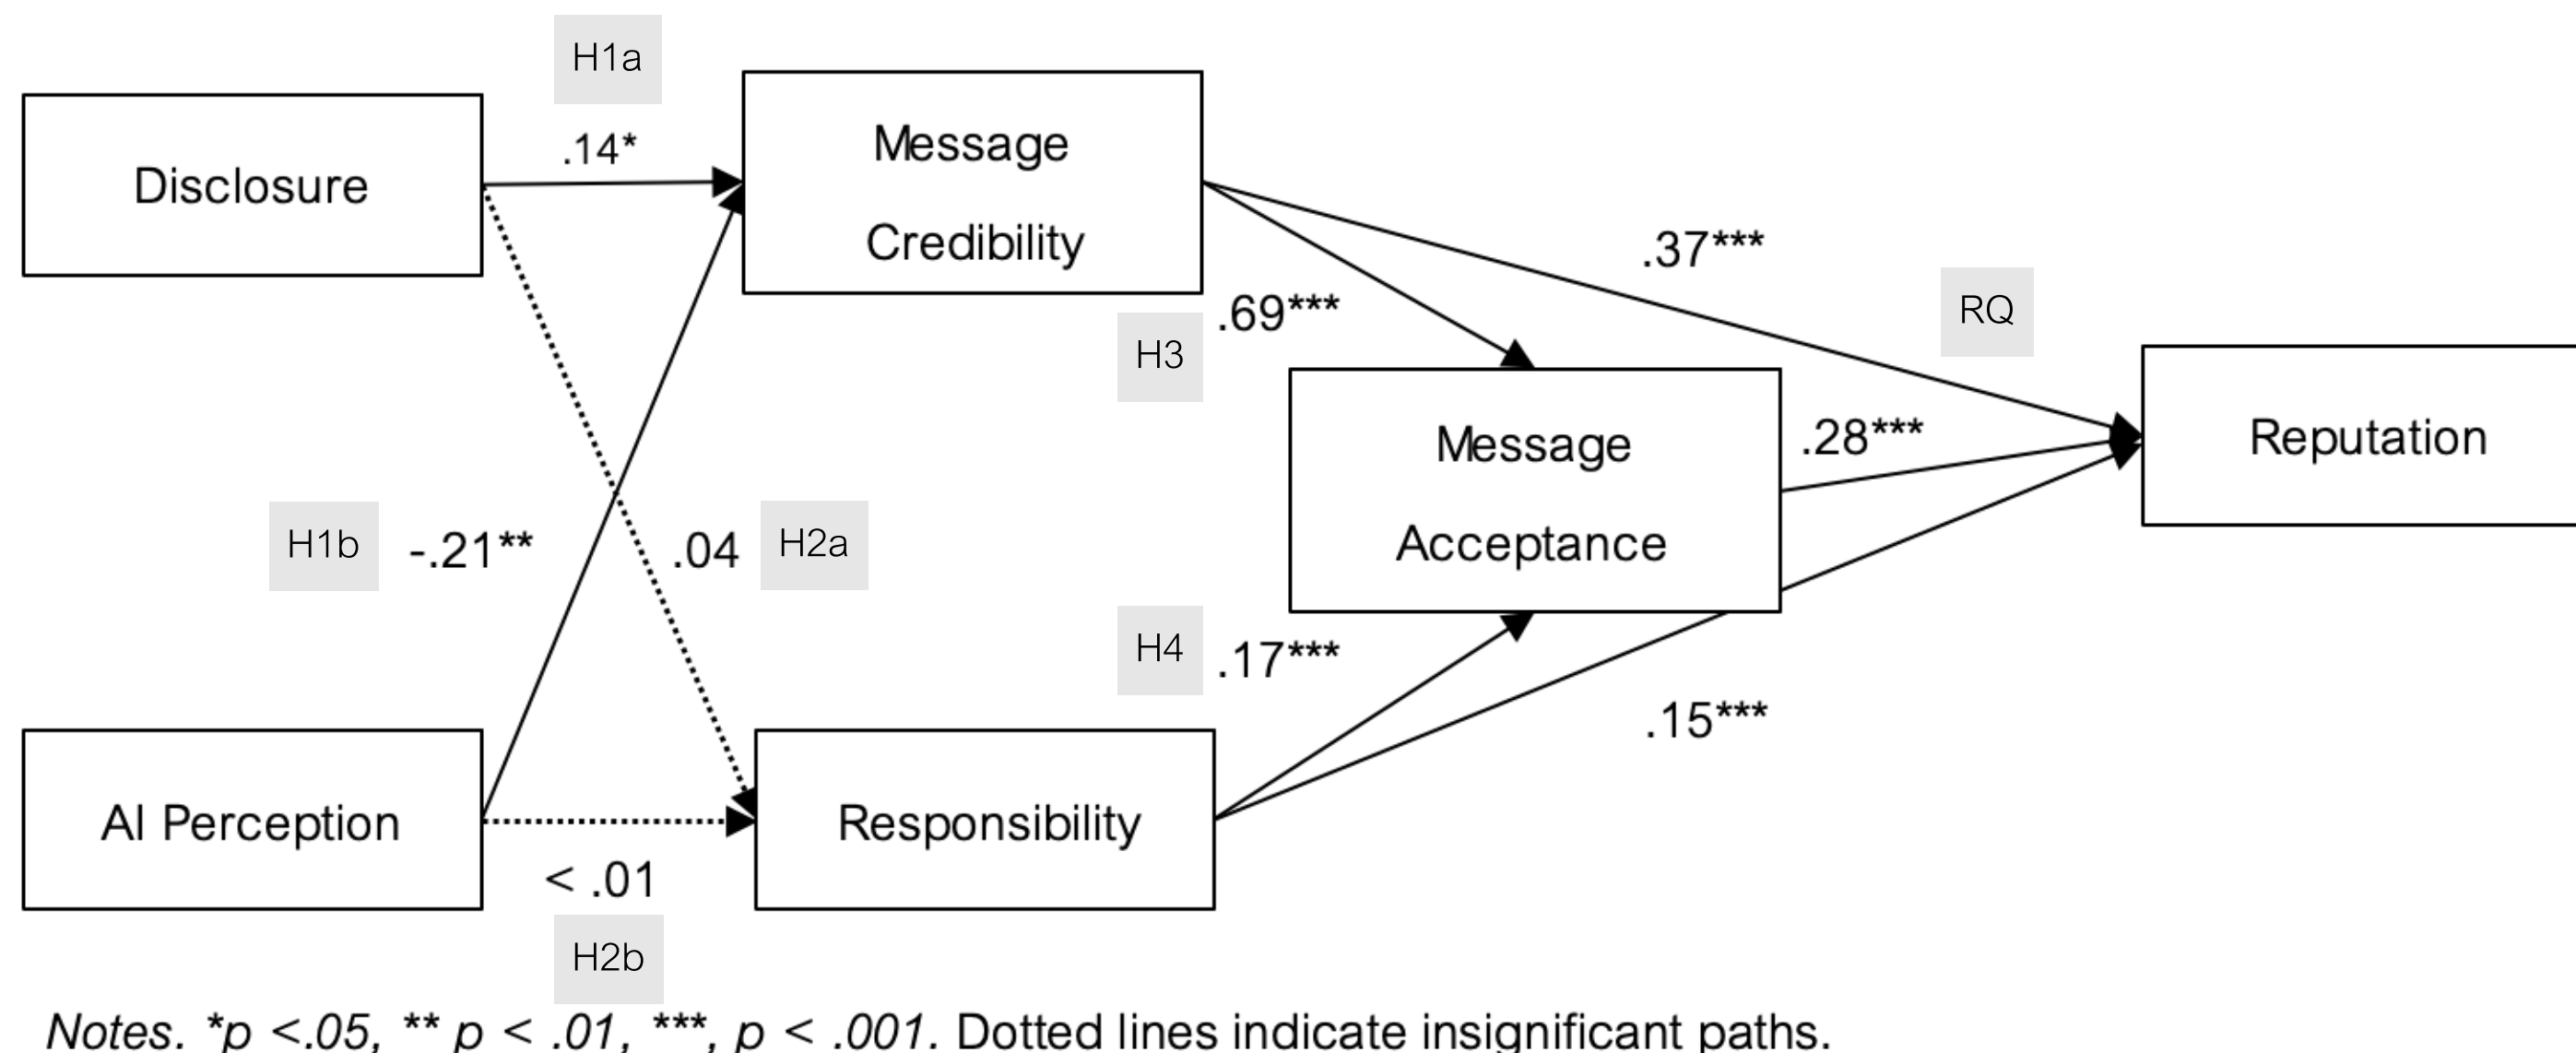 H1a
.14*
Disclosure
Message
Credibility
.37***
RQ
.69***
H3
Message
Acceptance
.28***
Reputation
H1b
-.21**
.04
H2a
H4
.17***
.15***
AI Perception
Responsibility
< .01
H2b
Notes. *p <.05, ** p < .01, ***, p < .001. Dotted lines indicate insignificant paths.